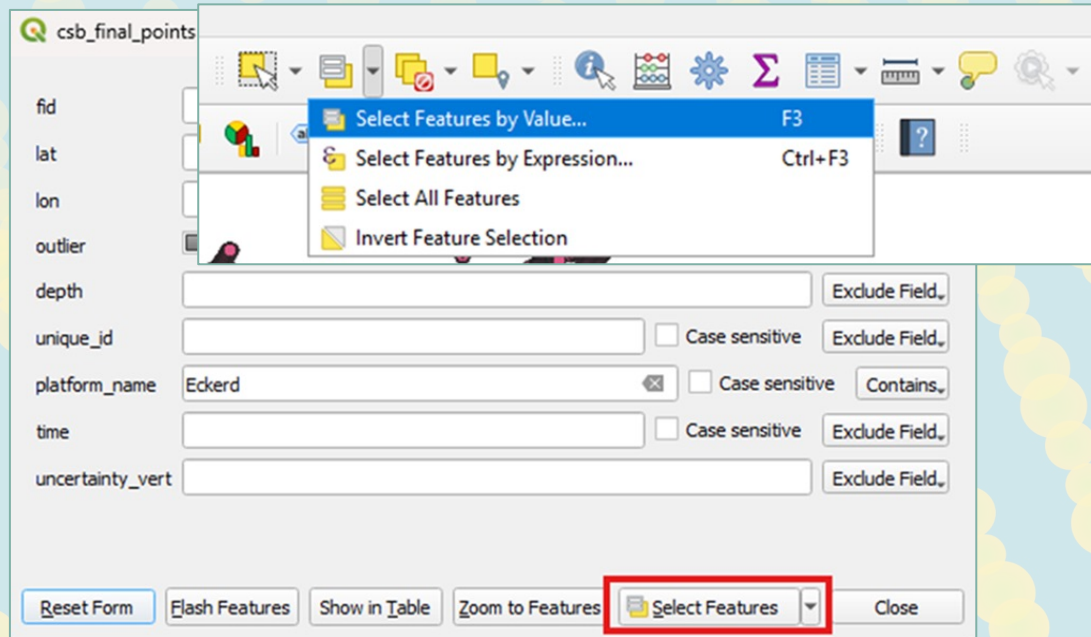 csb_final_points
Select Features by Value... F3
Select Features by Expression... Ctrl+F3
Select All Features
Invert Feature Selection
fid
lat
lon
outlier
depth Exclude Field
unique_id Case sensitive Exclude Field
platform_name Eckerd Case sensitive Contains
time Case sensitive Exclude Field
uncertainty_vert Exclude Field
Reset Form Flash Features Show in Table Zoom to Features Select Features Close